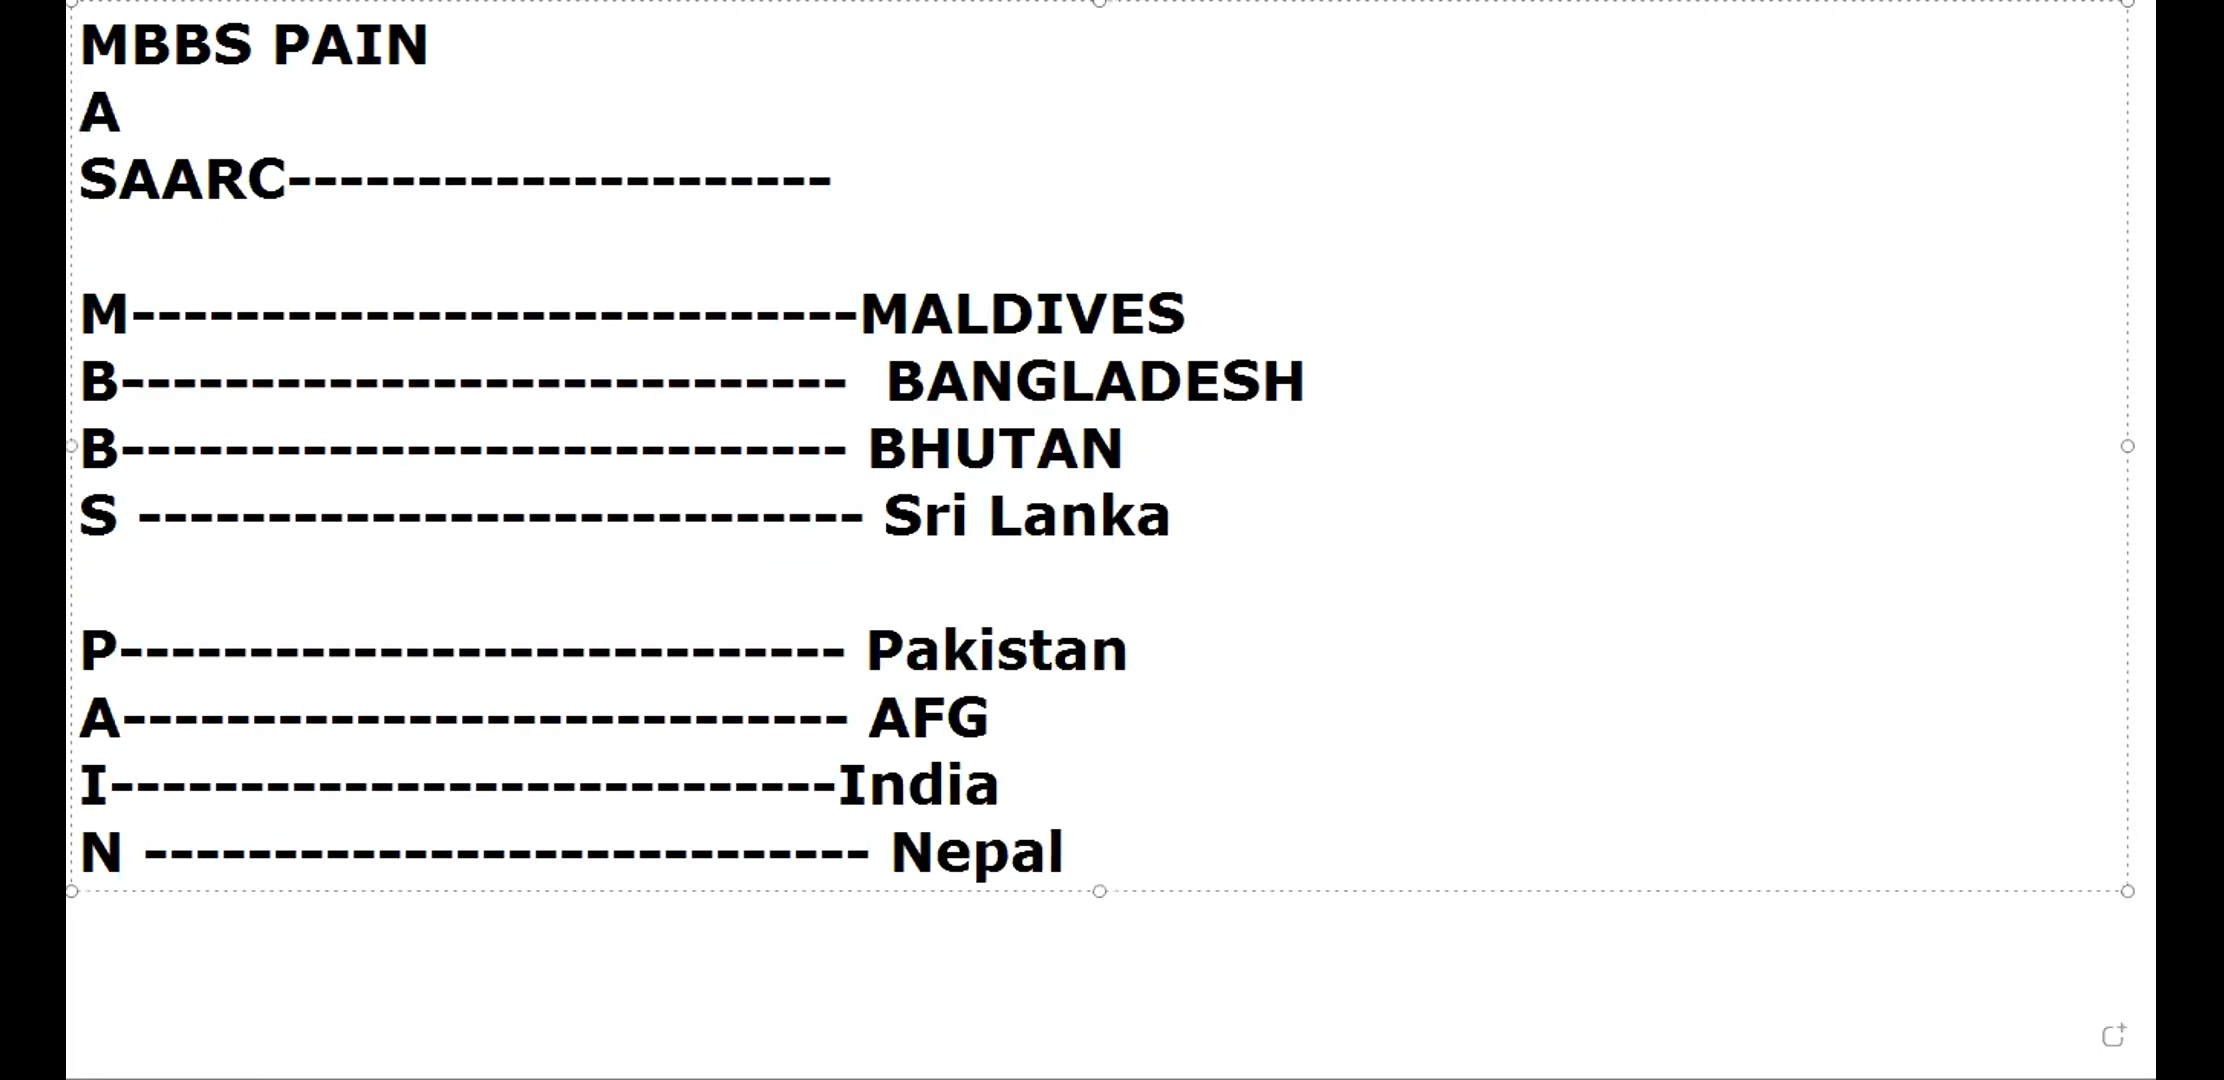 MBBS PAIN
A
SAARC---------------------
M----------------------------MALDIVES
B----------------------------  BANGLADESH
B---------------------------- BHUTAN
S ---------------------------- Sri Lanka
P---------------------------- Pakistan
A---------------------------- AFG
I----------------------------India
N ---------------------------- Nepal